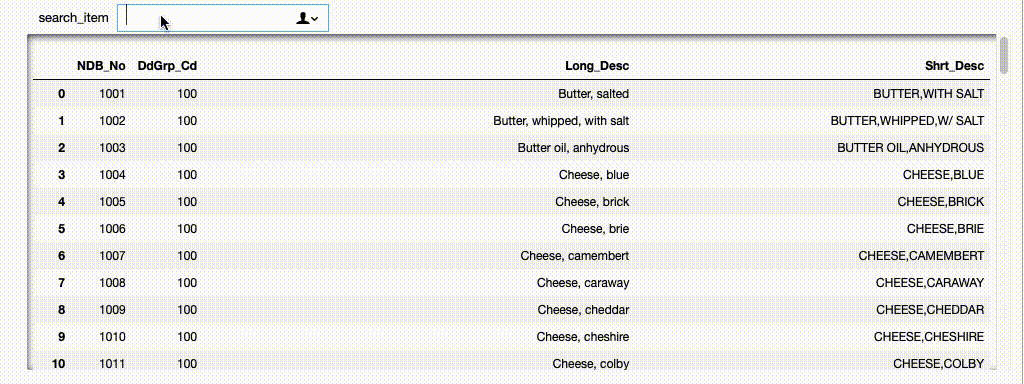 search_item
NDB_No DdGrp_Cd Long_Desc Shrt_Desc
0 1001 100 Butter, salted BUTTER,WITH SALT
1 1002 100 Butter, whipped, with salt BUTTER,WHIPPED,W/ SALT
2 1003 100 Butter oil, anhydrous BUTTER OIL,ANHYDROUS
3 1004 100 Cheese, blue CHEESE,BLUE
4 1005 100 Cheese, brick CHEESE,BRICK
5 1006 100 Cheese, brie CHEESE,BRIE
6 1007 100 Cheese, camembert CHEESE,CAMEMBERT
7 1008 100 Cheese, caraway CHEESE,CARAWAY
8 1009 100 Cheese, cheddar CHEESE,CHEDDAR
9 1010 100 Cheese, cheshire CHEESE,CHESHIRE
10 1011 100 Cheese, colby CHEESE,COLBY